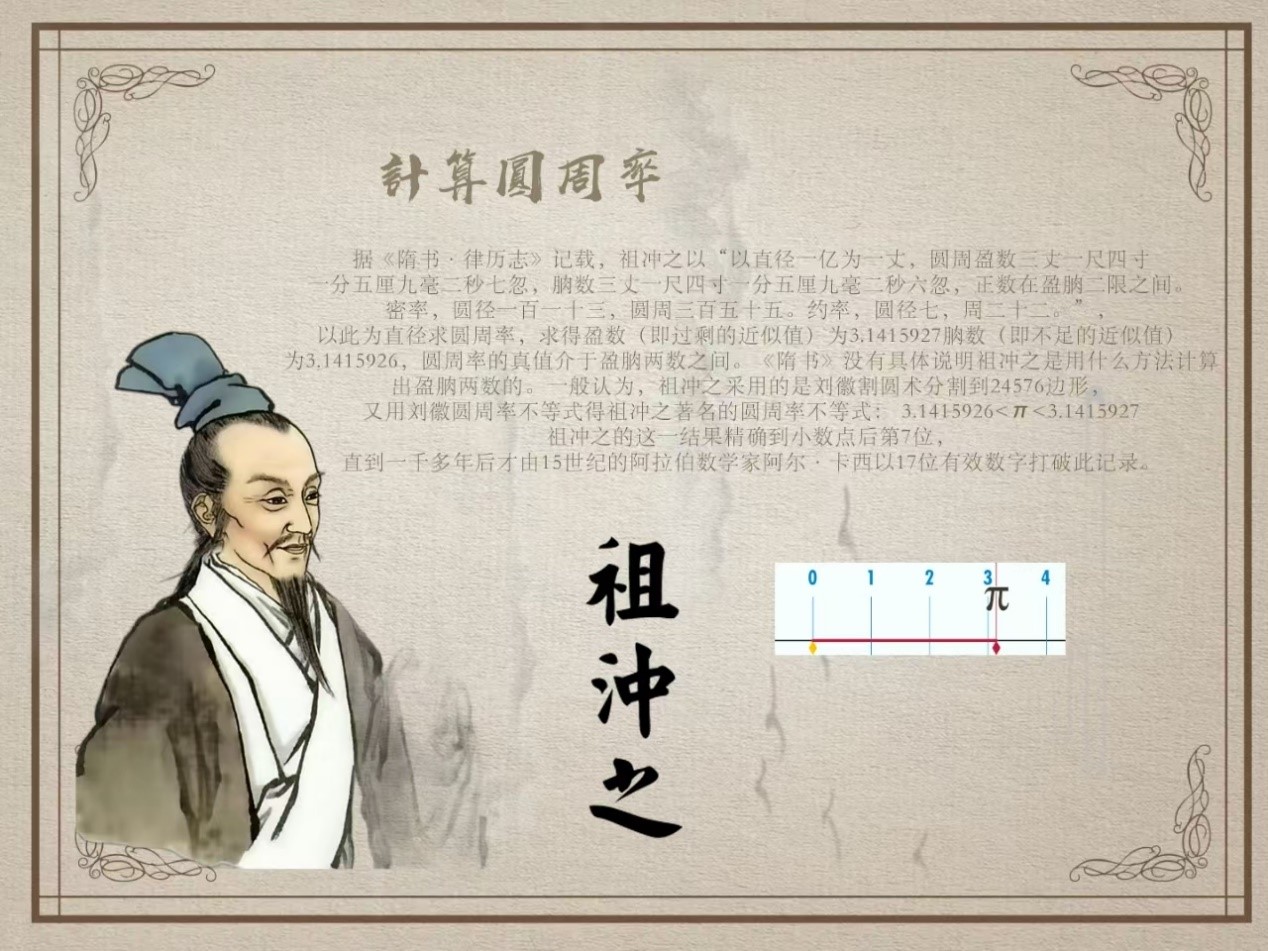 計算圓周率
据《隋书·律历志》记载，祖冲之以“以直径一亿为一丈，圆周盈数三丈一尺四寸
一分五厘九毫二秒七忽，朒数三丈一尺四寸一分五厘九毫二秒六忽，正数在盈朒二限之间。
密率，圆径一百一十三，圆周三百五十五。约率，圆径七，周二十二。”，
以此为直径求圆周率，求得盈数（即过剩的近似值）为3.1415927朒数（即不足的近似值）
为3.1415926，圆周率的真值介于盈朒两数之间。《隋书》没有具体说明祖冲之是用什么方法计算
出盈朒两数的。一般认为，祖冲之采用的是刘徽割圆术分割到24576边形，
又用刘徽圆周率不等式得祖冲之著名的圆周率不等式： 3.1415926<π<3.1415927
祖冲之的这一结果精确到小数点后第7位，
直到一千多年后才由15世纪的阿拉伯数学家阿尔·卡西以17位有效数字打破此记录。
祖冲之
0 1 2 3 4
π